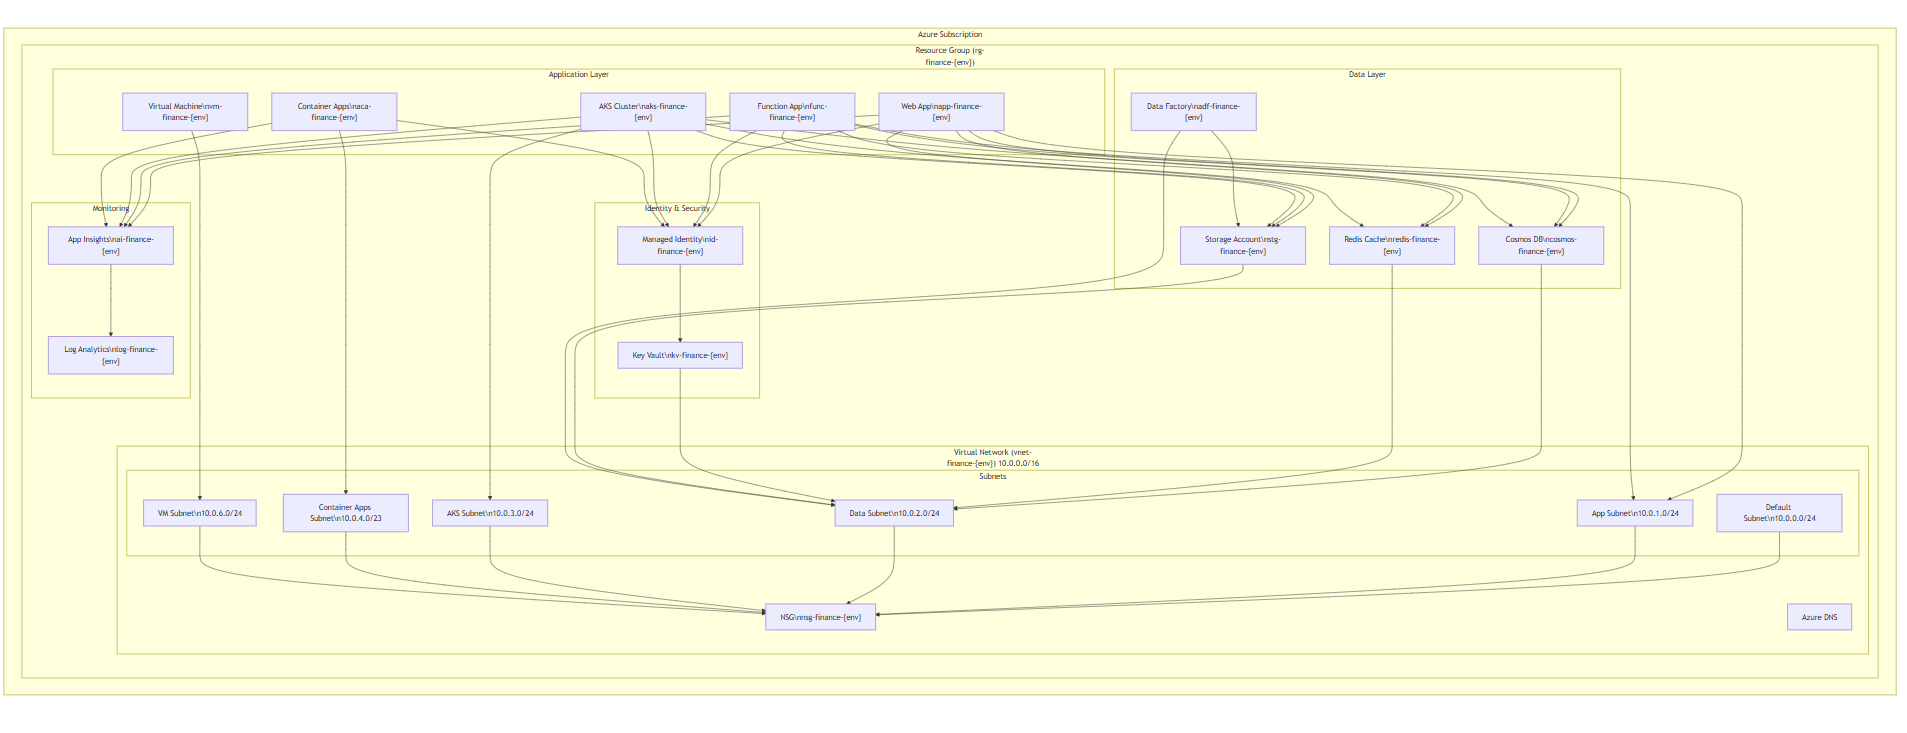 Azure Subscription
Resource Group (rg-
finance-{env})
Application Layer
Data Layer
Virtual Machine\nvm-
finance-{env}
Container Apps\naca-
finance-{env}
AKS Cluster\naks-finance-
{env}
Function App\nfunc-
finance-{env}
Web App\napp-finance-
{env}
Data Factory\nadf-finance-
{env}
Monitoring
Identity & Security
App Insights\nai-finance-
{env}
Managed Identity\nid-
finance-{env}
Storage Account\nstg-
finance-{env}
Redis Cache\nredis-finance-
{env}
Cosmos DB\ncosmos-
finance-{env}
Log Analytics\nlog-finance-
{env}
Key Vault\nkv-finance-{env}
Virtual Network (vnet-
finance-{env}) 10.0.0.0/16
Subnets
VM Subnet\n10.0.6.0/24
Container Apps
Subnet\n10.0.4.0/23
AKS Subnet\n10.0.3.0/24
Data Subnet\n10.0.2.0/24
App Subnet\n10.0.1.0/24
Default
Subnet\n10.0.0.0/24
NSG\nnsg-finance-{env}
Azure DNS